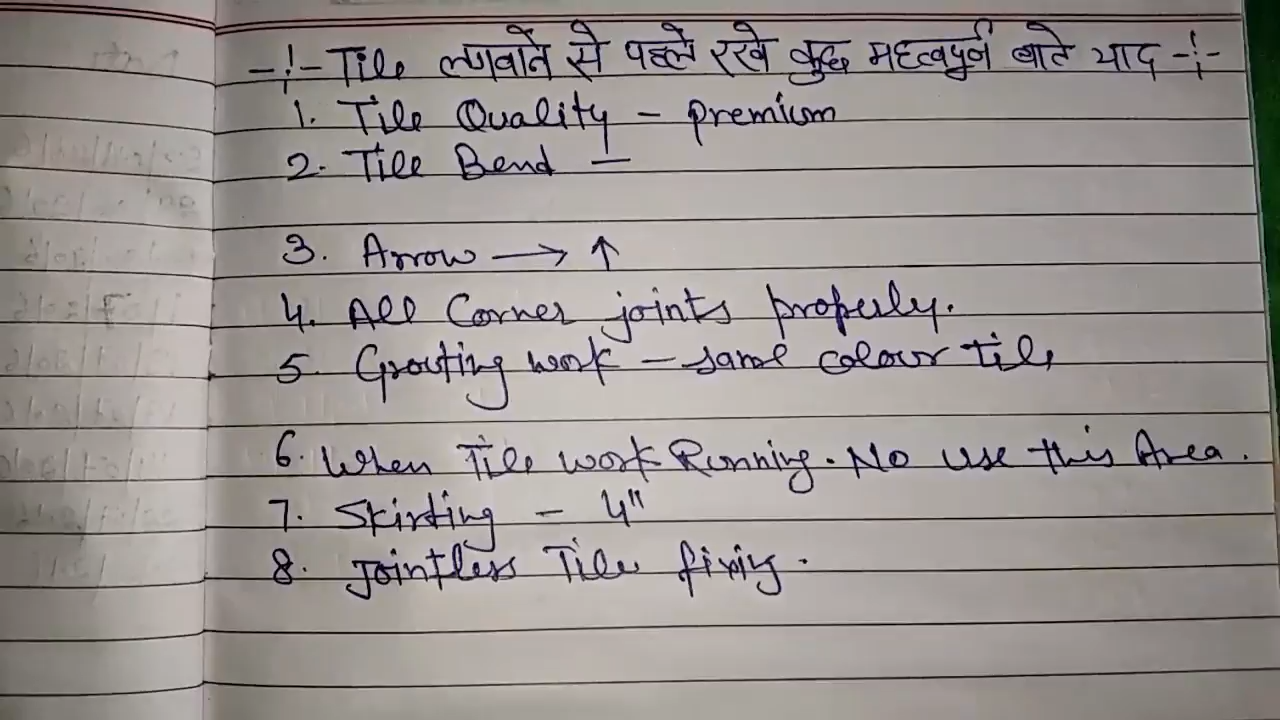 -!- Tile लगवाने से पहले रखे कुछ महत्वपुर्ण बाते याद -!-
1. Tile Quality - premium
2. Tile Bend -
3. Arrow → ↑
4. All Corner joints properly.
5. Grouting work - same colour tile
6. When Tile work Running. No use this Area.
7. Skirting - 4"
8. Jointless Tile fixing.